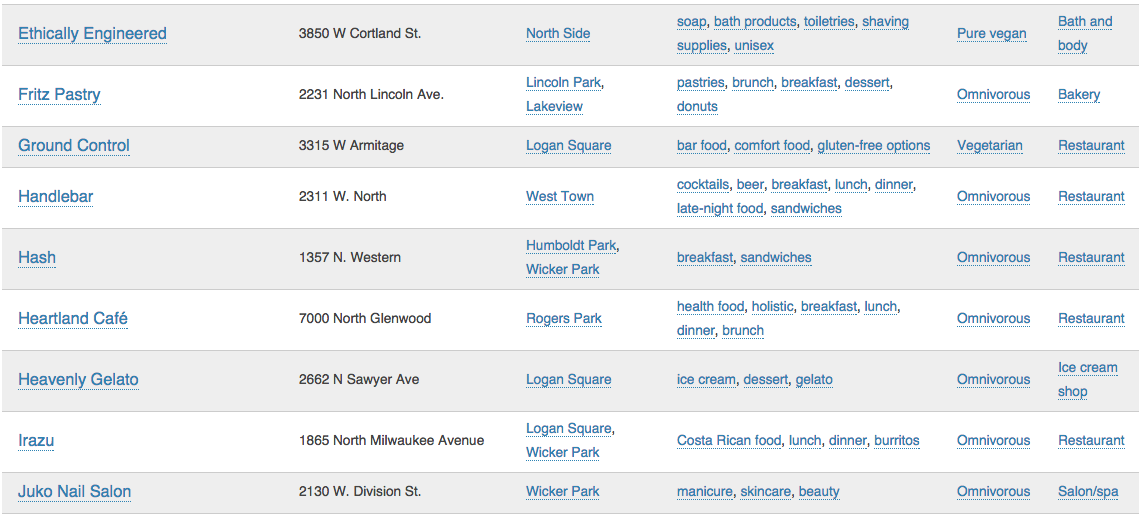 Ethically Engineered 3850 W Cortland St. North Side soap, bath products, toiletries, shaving supplies, unisex Pure vegan Bath and body
Fritz Pastry 2231 North Lincoln Ave. Lincoln Park, Lakeview pastries, brunch, breakfast, dessert, donuts Omnivorous Bakery
Ground Control 3315 W Armitage Logan Square bar food, comfort food, gluten-free options Vegetarian Restaurant
Handlebar 2311 W. North West Town cocktails, beer, breakfast, lunch, dinner, late-night food, sandwiches Omnivorous Restaurant
Hash 1357 N. Western Humboldt Park, Wicker Park breakfast, sandwiches Omnivorous Restaurant
Heartland Café 7000 North Glenwood Rogers Park health food, holistic, breakfast, lunch, dinner, brunch Omnivorous Restaurant
Heavenly Gelato 2662 N Sawyer Ave Logan Square ice cream, dessert, gelato Omnivorous Ice cream shop
Irazu 1865 North Milwaukee Avenue Logan Square, Wicker Park Costa Rican food, lunch, dinner, burritos Omnivorous Restaurant
Juko Nail Salon 2130 W. Division St. Wicker Park manicure, skincare, beauty Omnivorous Salon/spa